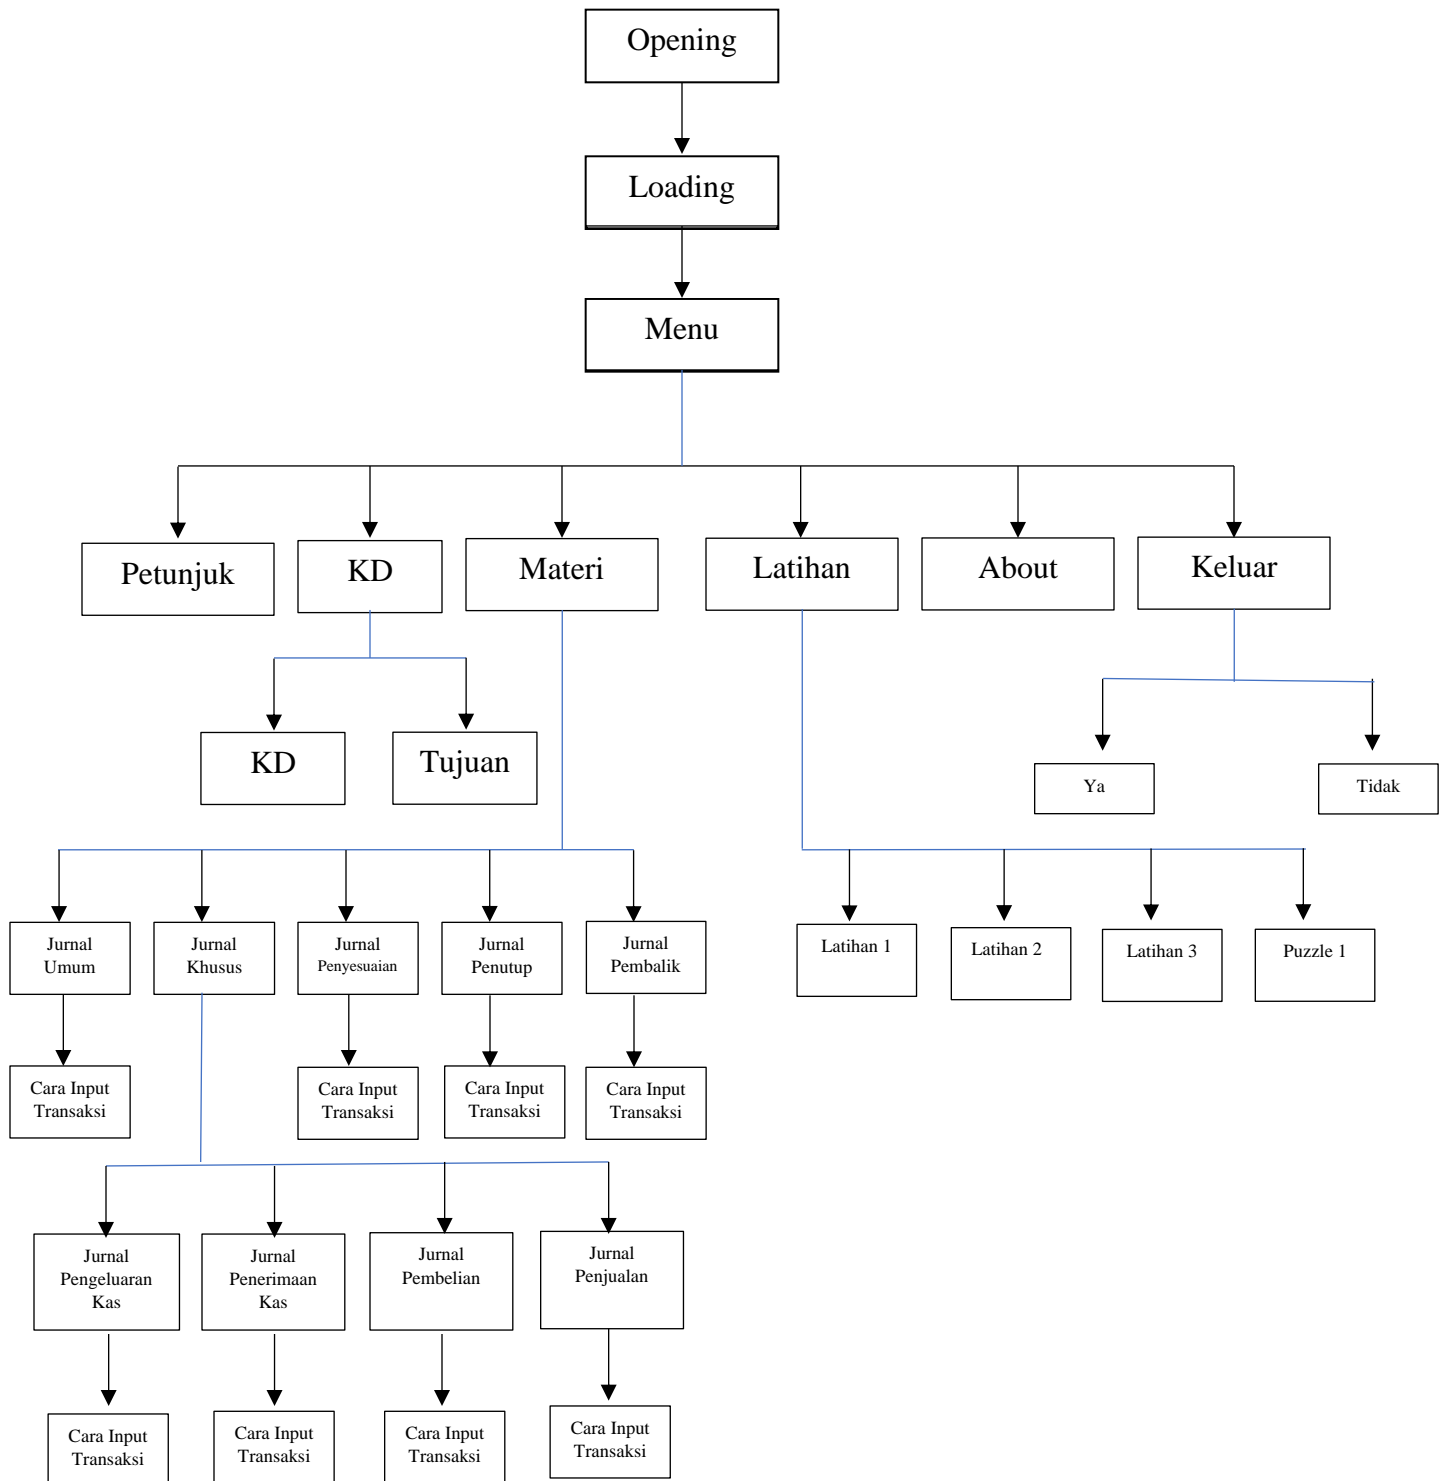 Opening
Loading
Menu
Petunjuk
KD
Materi
Latihan
About
Keluar
KD
Tujuan
Ya
Tidak
Jurnal
Umum
Jurnal
Khusus
Jurnal
Penyesuaian
Jurnal
Penutup
Jurnal
Pembalik
Latihan 1
Latihan 2
Latihan 3
Puzzle 1
Cara Input
Transaksi
Cara Input
Transaksi
Cara Input
Transaksi
Cara Input
Transaksi
Jurnal
Pengeluaran
Kas
Jurnal
Penerimaan
Kas
Jurnal
Pembelian
Jurnal
Penjualan
Cara Input
Transaksi
Cara Input
Transaksi
Cara Input
Transaksi
Cara Input
Transaksi